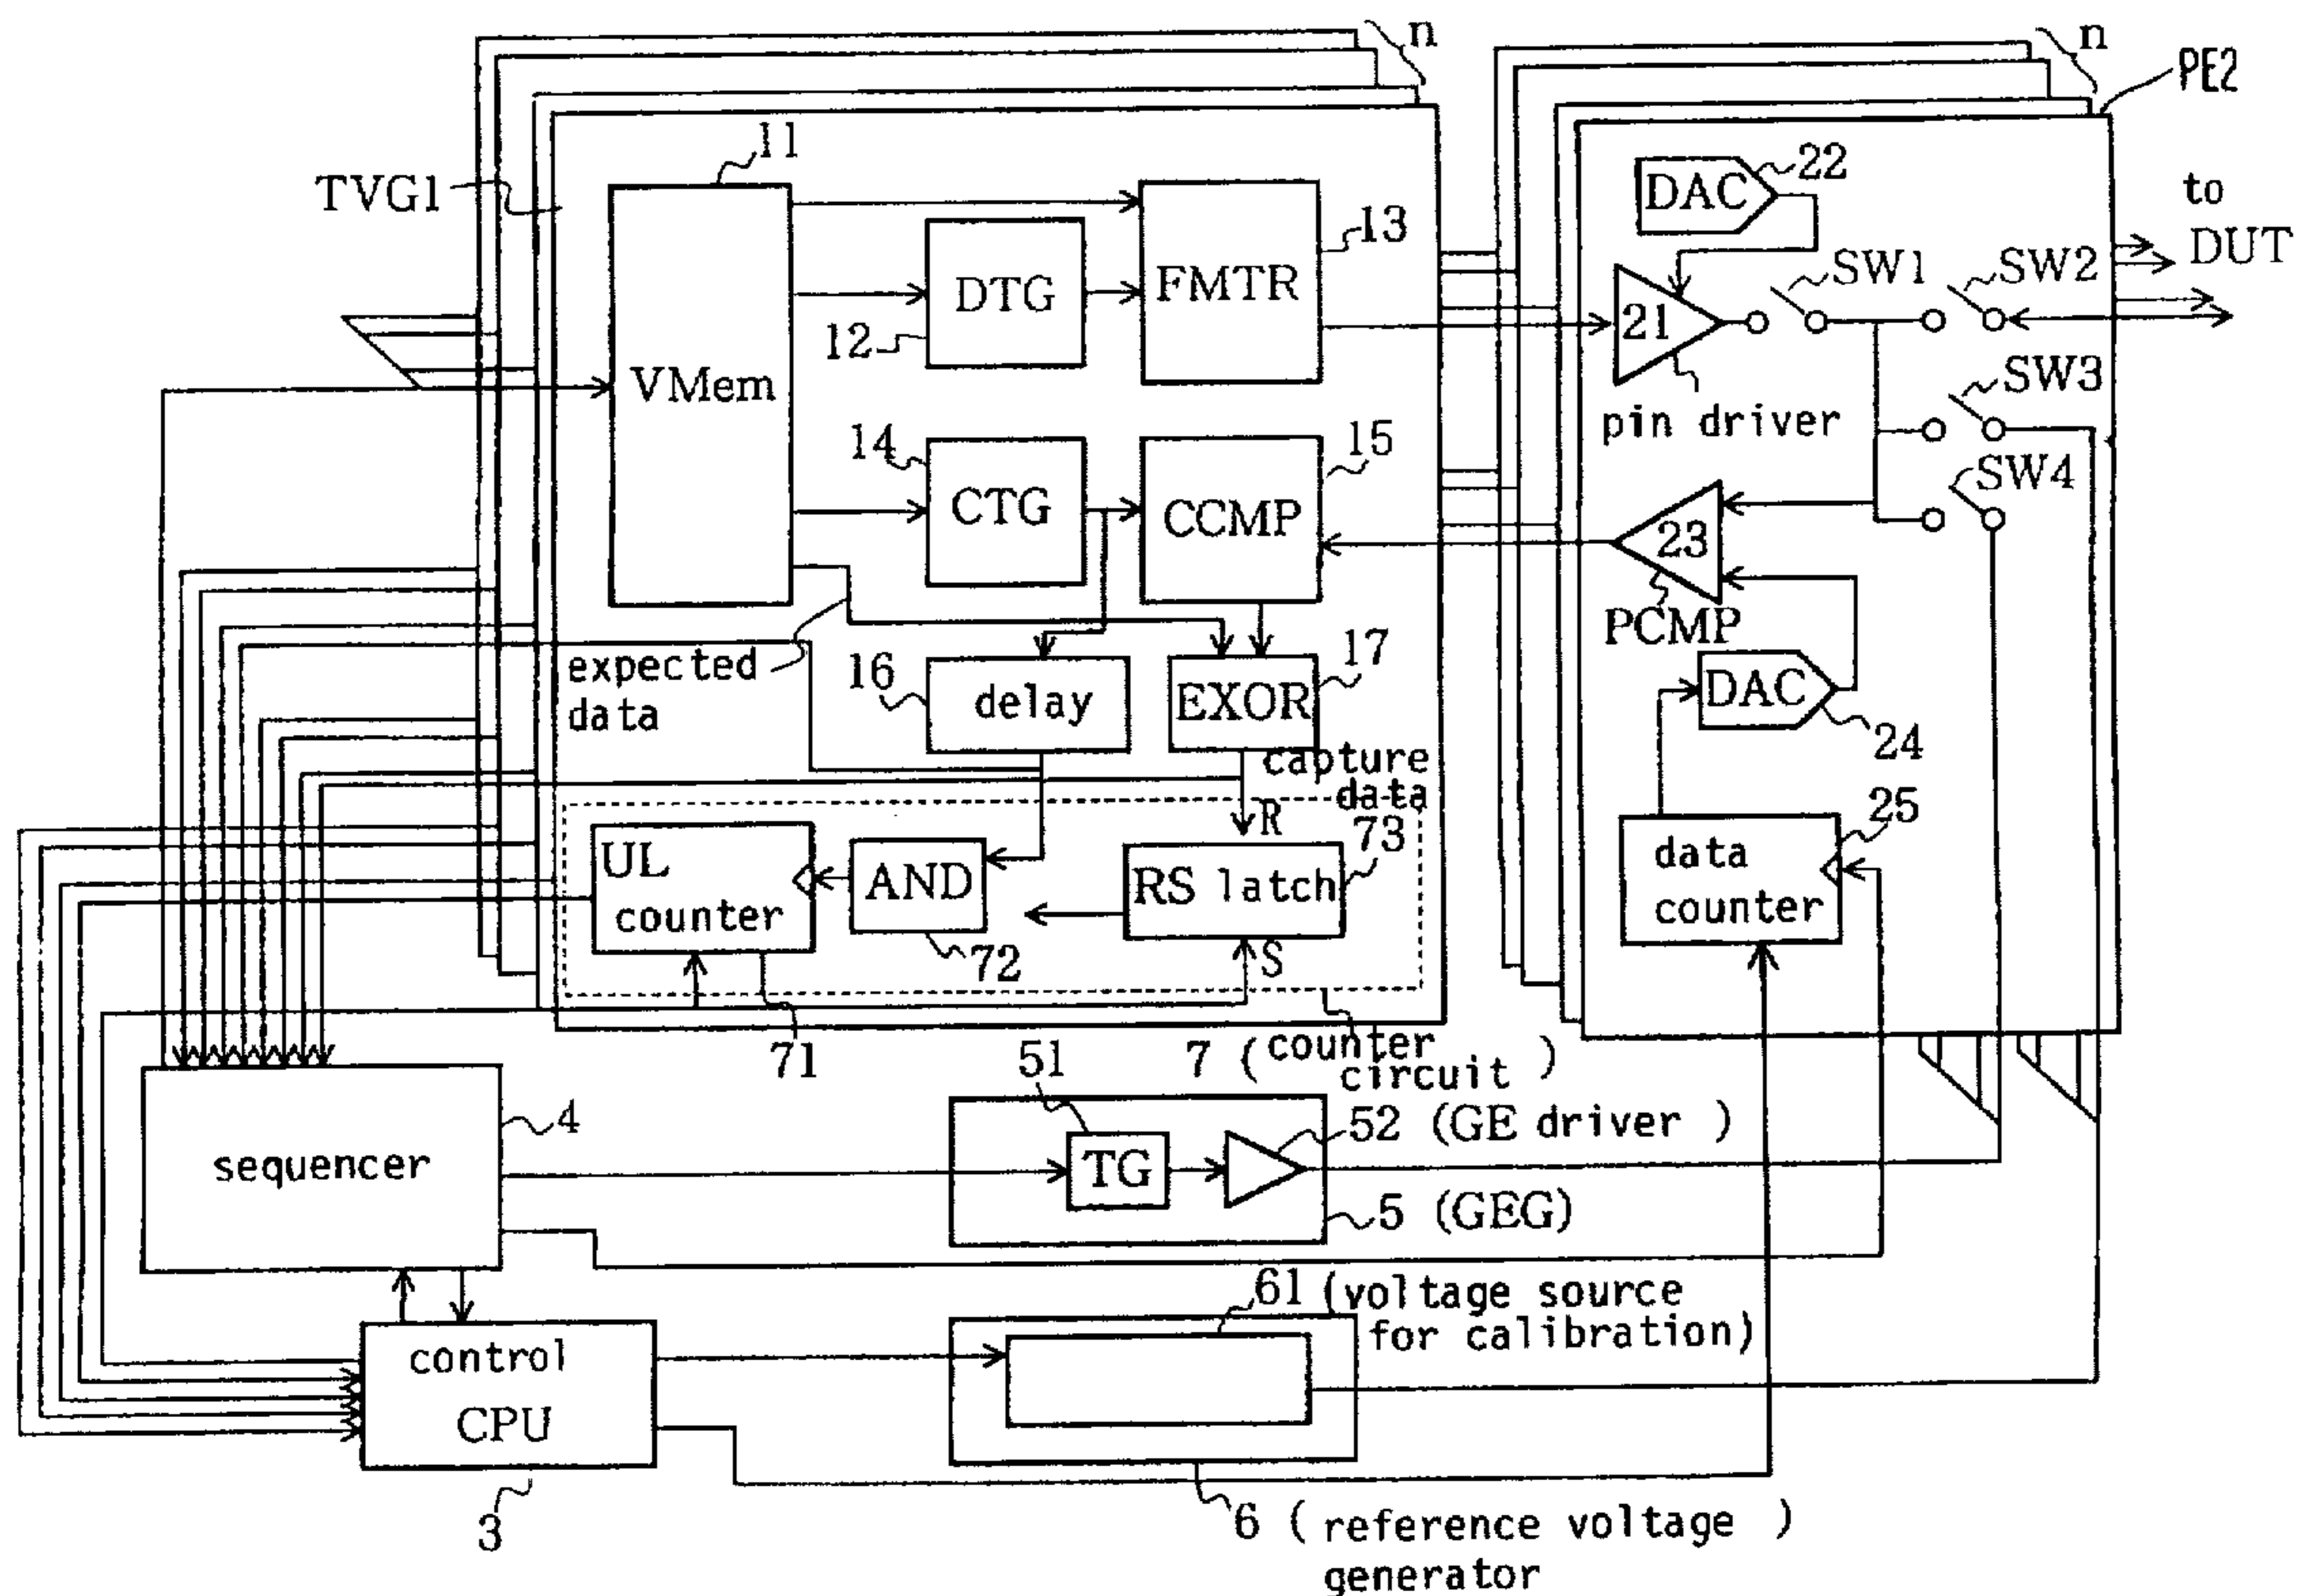 n
n
PE2
TVG1
11
VMem
DTG
12
FMTR
13
14
CTG
15
CCMP
expected
data
16
delay
17
EXOR
capture
data
R
73
RS latch
S
UL
counter
71
AND
72
7 (counter
circuit )
DAC
22
to
DUT
21
pin driver
SW1
SW2
SW3
SW4
23
PCMP
DAC
24
25
data
counter
sequencer
4
51
TG
52 (GE driver )
5 (GEG)
control
CPU
3
61 (voltage source
for calibration)
6 ( reference voltage )
generator